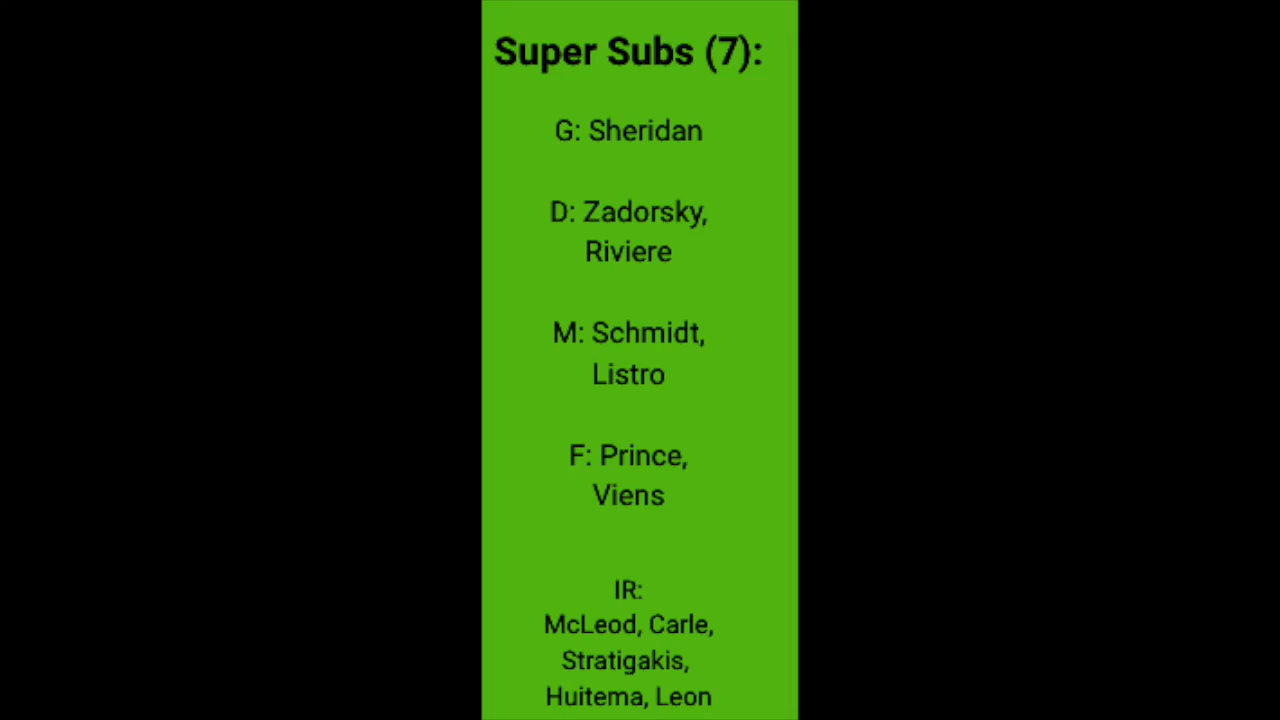 Super Subs (7):
G: Sheridan
D: Zadorsky,
Riviere
M: Schmidt,
Listro
F: Prince,
Viens
IR:
McLeod, Carle,
Stratigakis,
Huitema, Leon